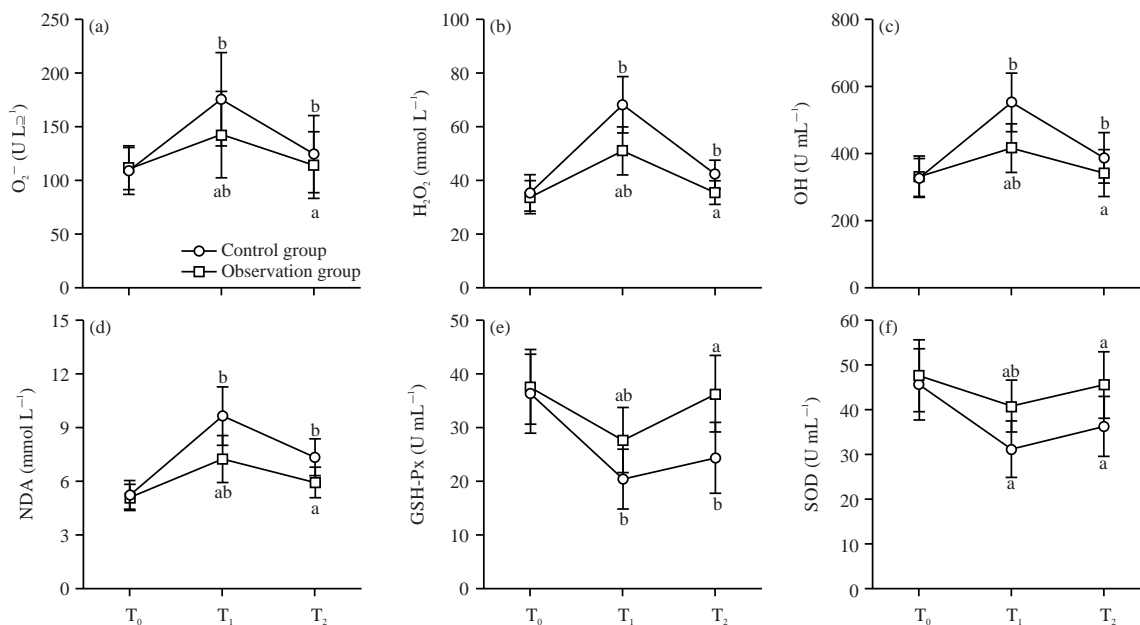 (a)
250
200
150
100
50
0
O₂⁻ (U L⊇¹)
b
b
ab
a
Control group
Observation group
(b)
100
80
60
40
20
0
H₂O₂ (mmol L⁻¹)
b
b
ab
a
(c)
800
600
400
200
0
OH (U mL⁻¹)
b
b
ab
a
(d)
15
12
9
6
3
0
NDA (mmol L⁻¹)
b
b
ab
a
T₀
T₁
T₂
(e)
50
40
30
20
10
0
GSH-Px (U mL⁻¹)
ab
a
b
b
T₀
T₁
T₂
(f)
60
50
40
30
20
10
0
SOD (U mL⁻¹)
ab
a
a
a
T₀
T₁
T₂